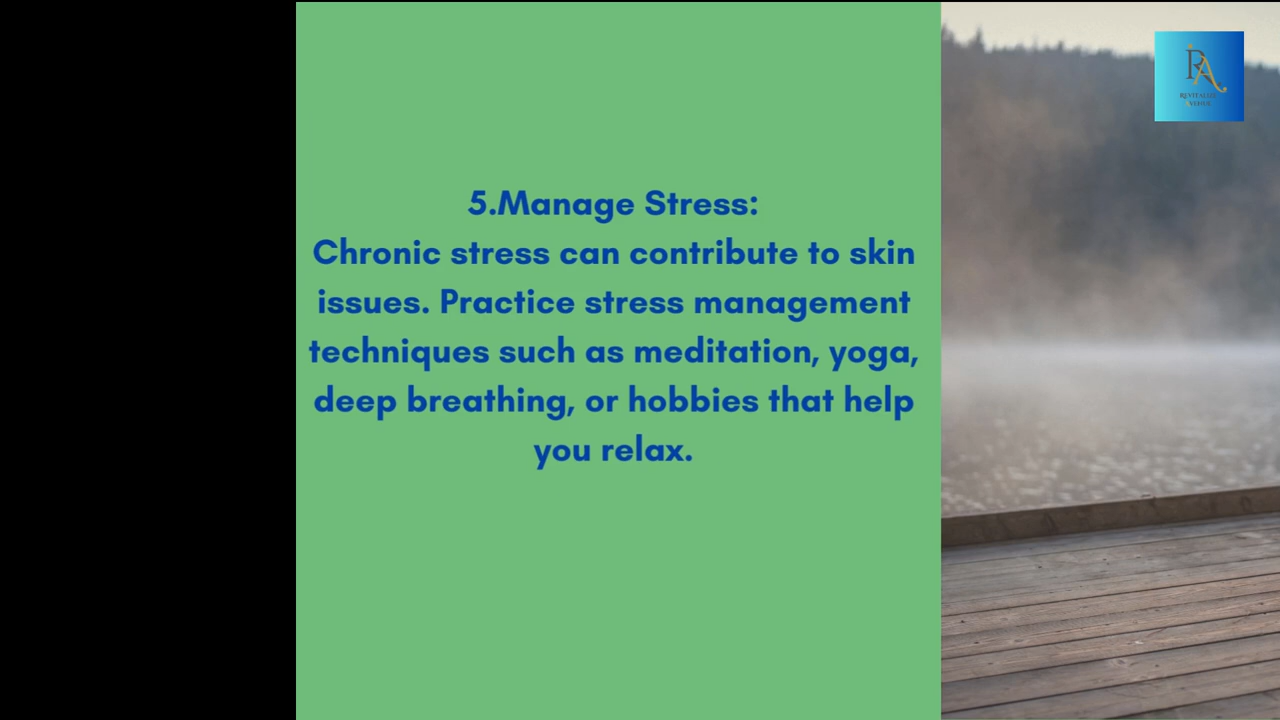 5.Manage Stress:
Chronic stress can contribute to skin
issues. Practice stress management
techniques such as meditation, yoga,
deep breathing, or hobbies that help
you relax.
RA